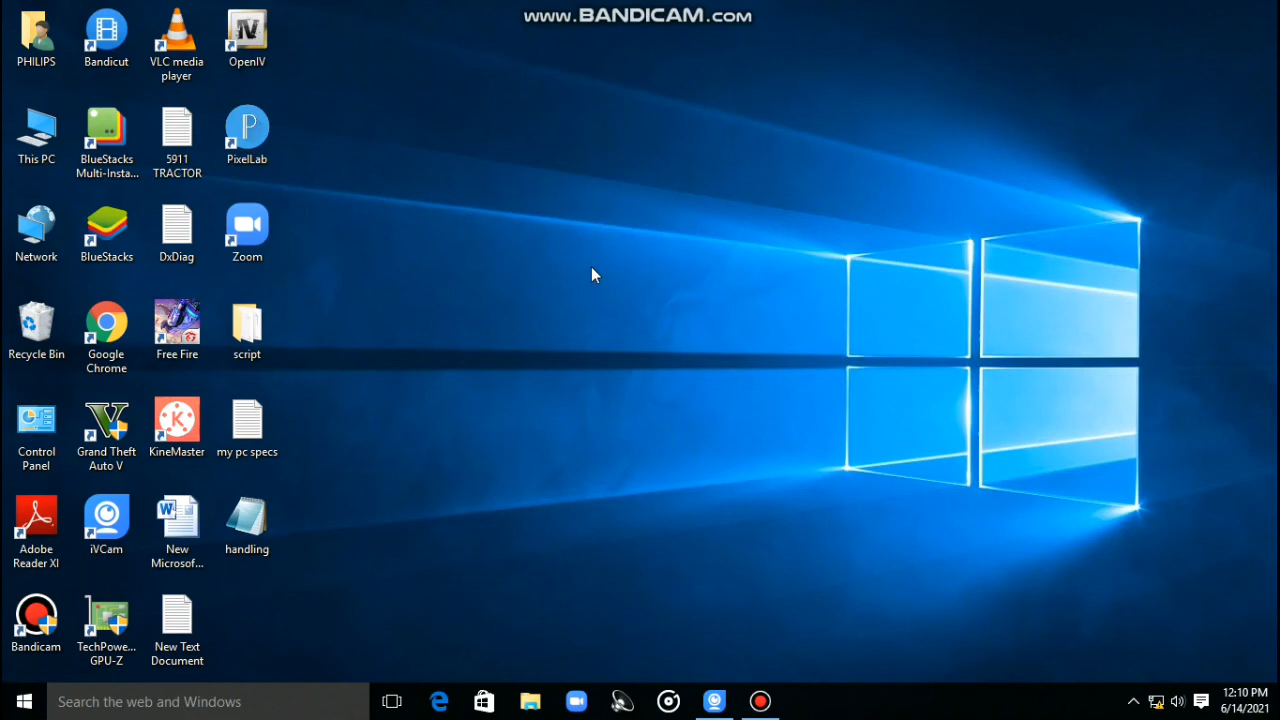 www.BANDICAM.com
PHILIPS
Bandicut
VLC media
player
OpenIV
This PC
BlueStacks
Multi-Insta...
5911
TRACTOR
PixelLab
Network
BlueStacks
DxDiag
Zoom
Recycle Bin
Google
Chrome
Free Fire
script
Control
Panel
Grand Theft
Auto V
KineMaster
my pc specs
Adobe
Reader XI
iVCam
New
Microsof...
handling
Bandicam
TechPowe...
GPU-Z
New Text
Document
Search the web and Windows
12:10 PM
6/14/2021